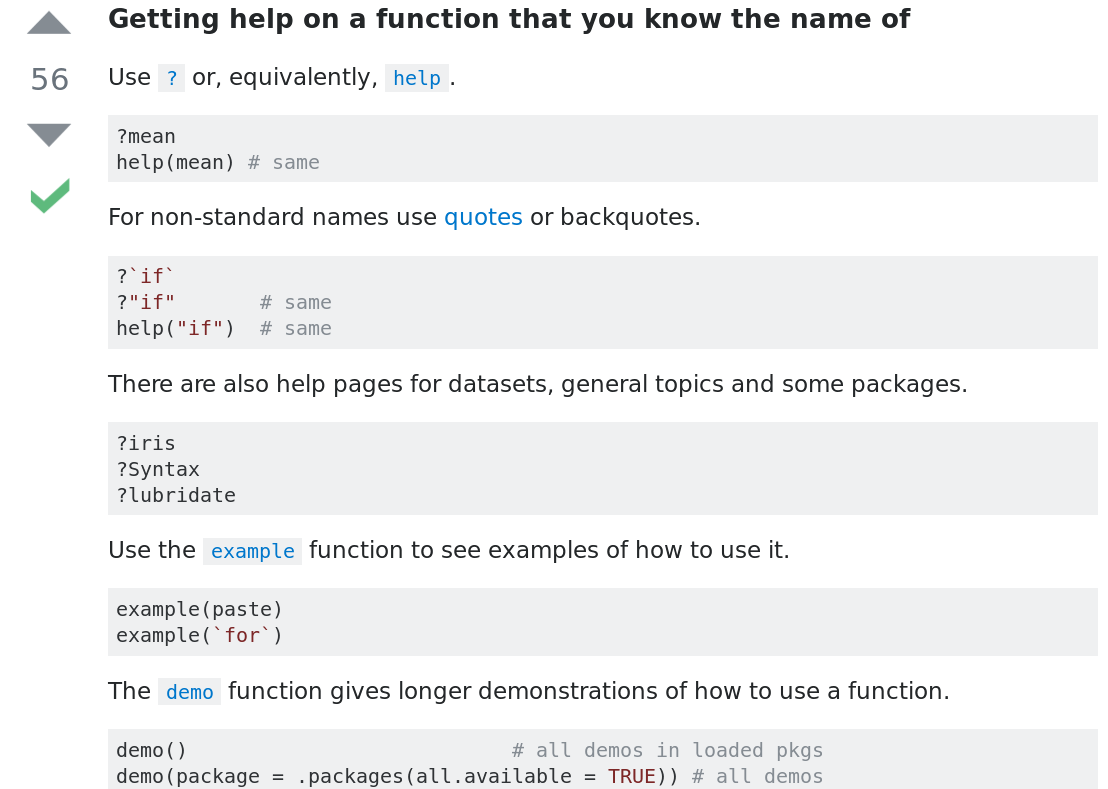 Getting help on a function that you know the name of
56
Use ? or, equivalently, help.
?mean
help(mean) # same
For non-standard names use quotes or backquotes.
?`if`
?"if"       # same
help("if")  # same
There are also help pages for datasets, general topics and some packages.
?iris
?Syntax
?lubridate
Use the example function to see examples of how to use it.
example(paste)
example(`for`)
The demo function gives longer demonstrations of how to use a function.
demo()                           # all demos in loaded pkgs
demo(package = .packages(all.available = TRUE)) # all demos